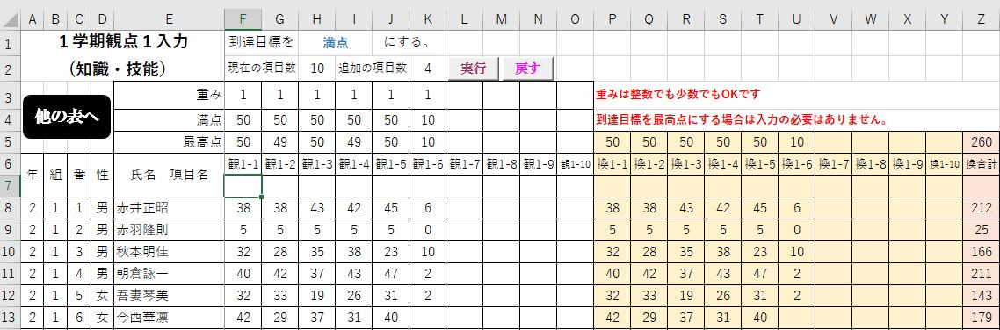 A B C D E F G H I J K L M N O P Q R S T U V W X Y Z
1 １学期観点１入力 到達目標を 満点 にする。
2 （知識・技能） 現在の項目数 10 追加の項目数 4 実行 戻す
3 重み 1 1 1 1 1 1 重みは整数でも少数でもOKです
他の表へ
4 満点 50 50 50 50 50 10 到達目標を最高点にする場合は入力の必要はありません。
5 最高点 50 49 50 49 50 10 50 50 50 50 50 10 260
6 年 組 番 性 氏名 項目名 観1-1 観1-2 観1-3 観1-4 観1-5 観1-6 観1-7 観1-8 観1-9 観1-10 換1-1 換1-2 換1-3 換1-4 換1-5 換1-6 換1-7 換1-8 換1-9 換1-10 換合計
7
8 2 1 1 男 赤井正昭 38 38 43 42 45 6 38 38 43 42 45 6 212
9 2 1 2 男 赤羽隆則 5 5 5 5 5 0 5 5 5 5 5 0 25
10 2 1 3 男 秋本明佳 32 28 35 38 23 10 32 28 35 38 23 10 166
11 2 1 4 男 朝倉詠一 40 42 37 43 47 2 40 42 37 43 47 2 211
12 2 1 5 女 吾妻琴美 32 33 19 26 31 2 32 33 19 26 31 2 143
13 2 1 6 女 今西華凛 42 29 37 31 40 42 29 37 31 40 179